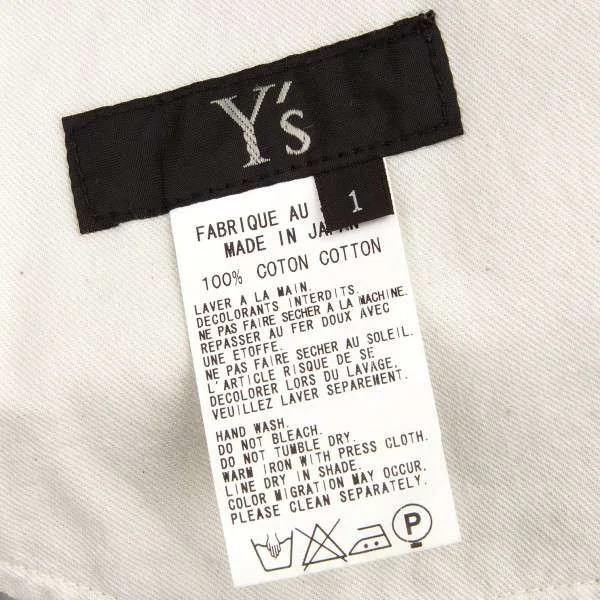 Y's
1
FABRIQUE AU
MADE IN JAPAN
100% COTON COTTON
LAVER A LA MAIN.
DECOLORANTS INTERDITS.
NE PAS FAIRE SECHER A LA MACHINE.
REPASSER AU FER DOUX AVEC
UNE ETOFFE.
NE PAS FAIRE SECHER AU SOLEIL.
L'ARTICLE RISQUE DE SE
DECOLORER LORS DU LAVAGE,
VEUILLEZ LAVER SEPAREMENT.
HAND WASH.
DO NOT BLEACH.
DO NOT TUMBLE DRY.
WARM IRON WITH PRESS CLOTH.
LINE DRY IN SHADE.
COLOR MIGRATION MAY OCCUR.
PLEASE CLEAN SEPARATELY.
P